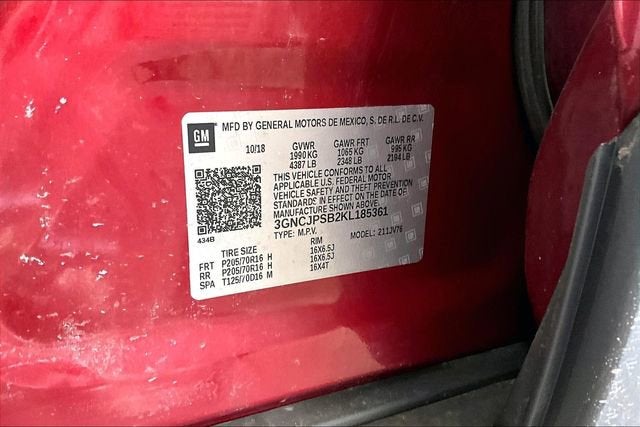 GM MFD BY GENERAL MOTORS DE MEXICO, S. DE R.L. DE C.V.
10/18 GVWR GAWR FRT GAWR RR
1990 KG 1065 KG 995 KG
4387 LB 2348 LB 2194 LB
THIS VEHICLE CONFORMS TO ALL
APPLICABLE U.S. FEDERAL MOTOR
VEHICLE SAFETY AND THEFT PREVENTION
STANDARDS IN EFFECT ON THE DATE OF
MANUFACTURE SHOWN ABOVE.
3GNCJPSB2KL185361
434B TYPE: M.P.V. MODEL: 211JV76
TIRE SIZE RIM
FRT P205/70R16 H 16X6.5J
RR P205/70R16 H 16X6.5J
SPA T125/70D16 M 16X4T